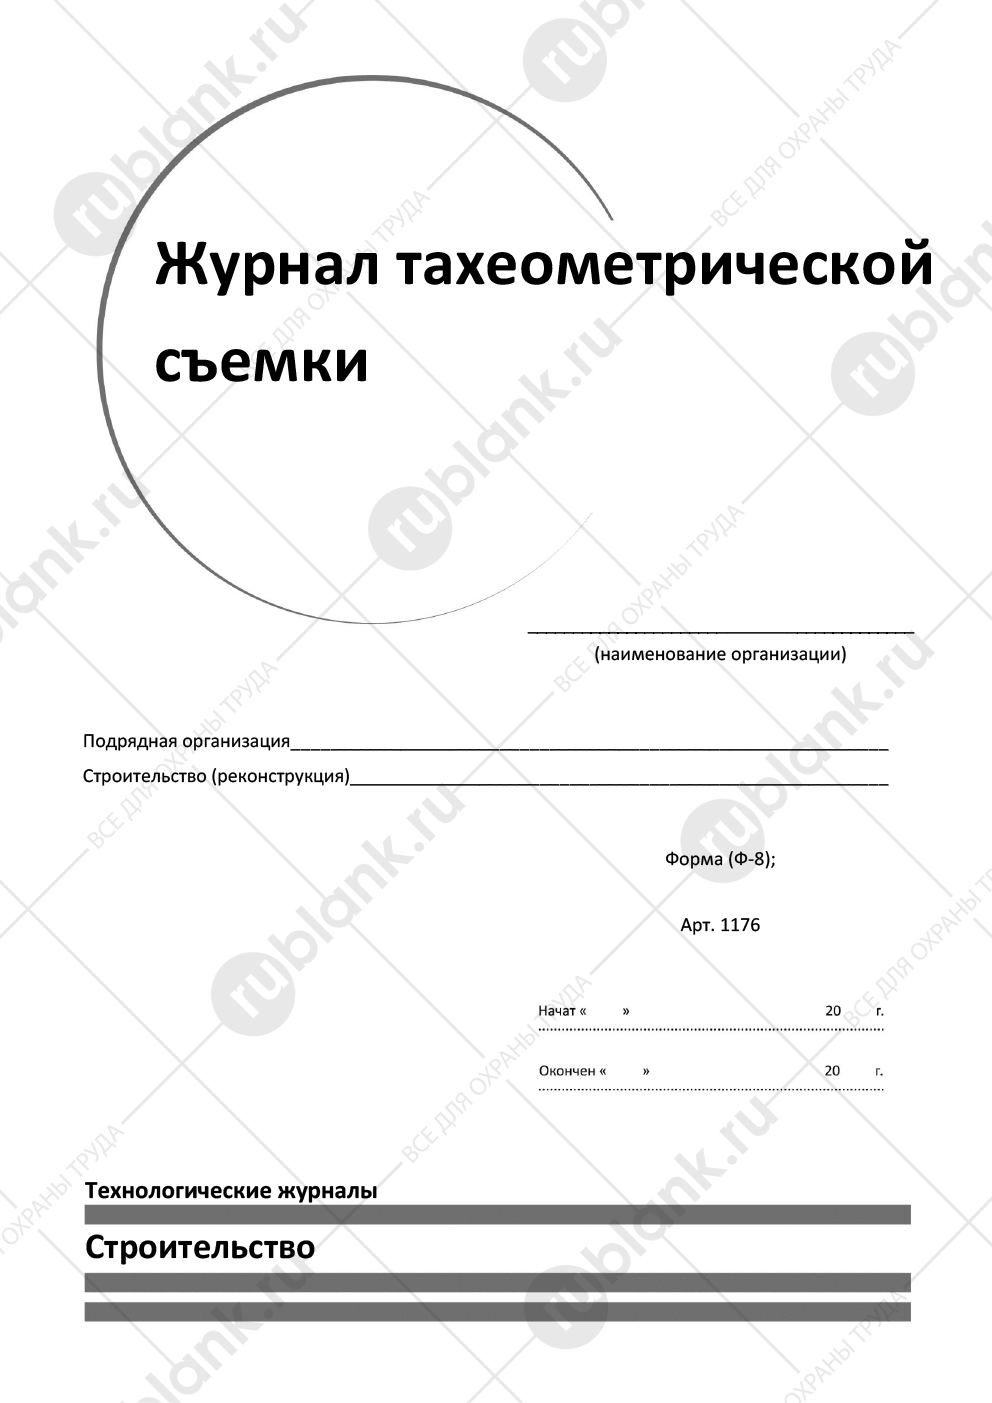 Журнал тахеометрической
съемки
(наименование организации)
Подрядная организация
Строительство (реконструкция)
Форма (Ф-8);
Арт. 1176
Начат « » 20 г.
Окончен « » 20 г.
Технологические журналы
Строительство
rublank.ru
ВСЕ ДЛЯ ОХРАНЫ ТРУДА